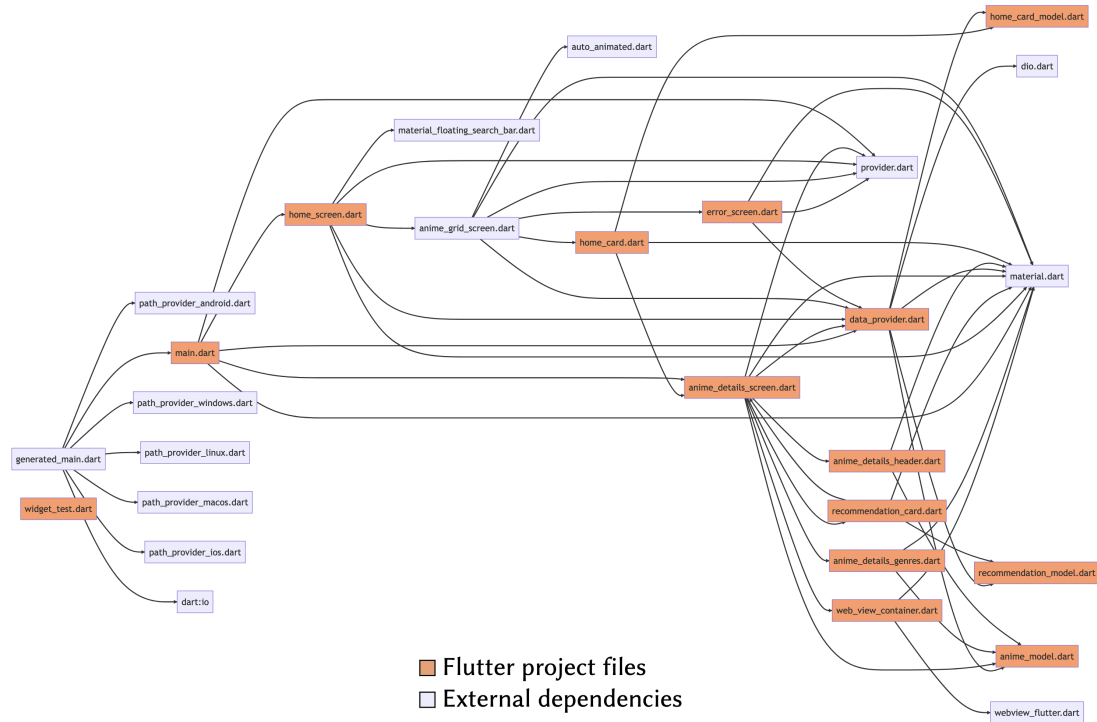 home_card_model.dart
auto_animated.dart
dio.dart
material_floating_search_bar.dart
provider.dart
home_screen.dart
error_screen.dart
anime_grid_screen.dart
home_card.dart
material.dart
path_provider_android.dart
data_provider.dart
main.dart
anime_details_screen.dart
path_provider_windows.dart
generated_main.dart
path_provider_linux.dart
anime_details_header.dart
widget_test.dart
path_provider_macos.dart
recommendation_card.dart
path_provider_ios.dart
anime_details_genres.dart
recommendation_model.dart
dart:io
web_view_container.dart
anime_model.dart
Flutter project files
External dependencies
webview_flutter.dart